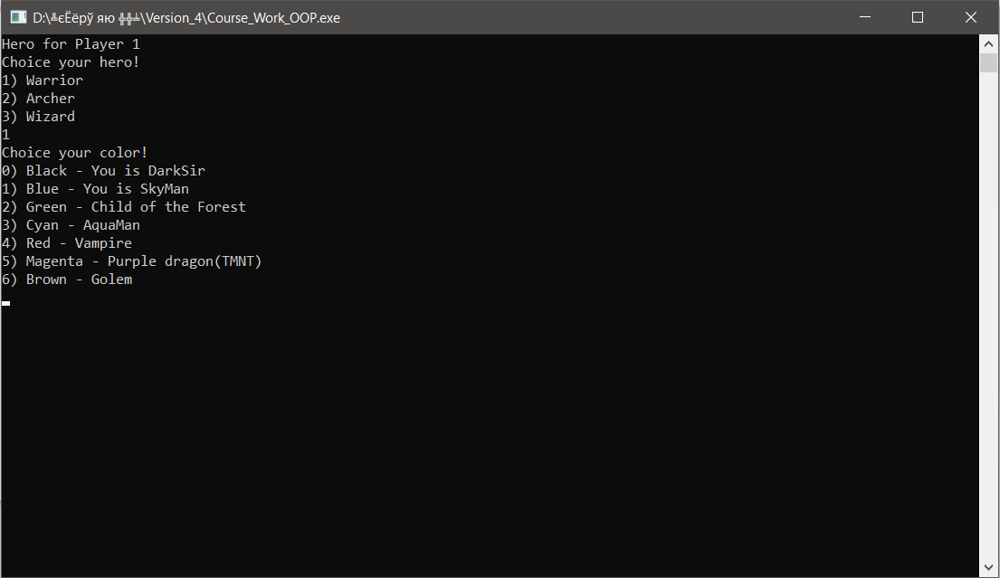 D:\╩єЁёрў яю ╬╬╧\Version_4\Course_Work_OOP.exe
Hero for Player 1
Choice your hero!
1) Warrior
2) Archer
3) Wizard
1
Choice your color!
0) Black - You is DarkSir
1) Blue - You is SkyMan
2) Green - Child of the Forest
3) Cyan - AquaMan
4) Red - Vampire
5) Magenta - Purple dragon(TMNT)
6) Brown - Golem